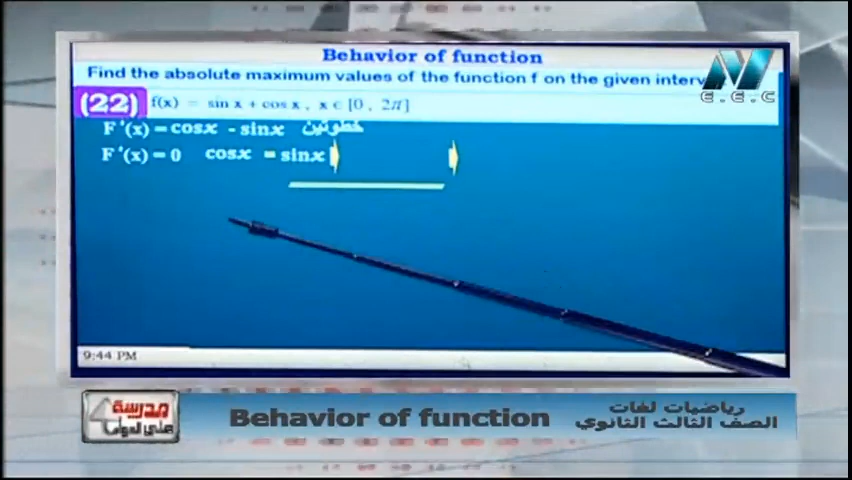 Behavior of function
Find the absolute maximum values of the function f on the given interv
E.E.C
(22) f(x) = sin x + cos x , x ∈ [0 , 2π]
F'(x) = cosx - sinx خطوتين
F'(x) = 0 cosx = sinx
9:44 PM
مدرسة
على الهواء
Behavior of function
رياضيات لغات
الصف الثالث الثانوي